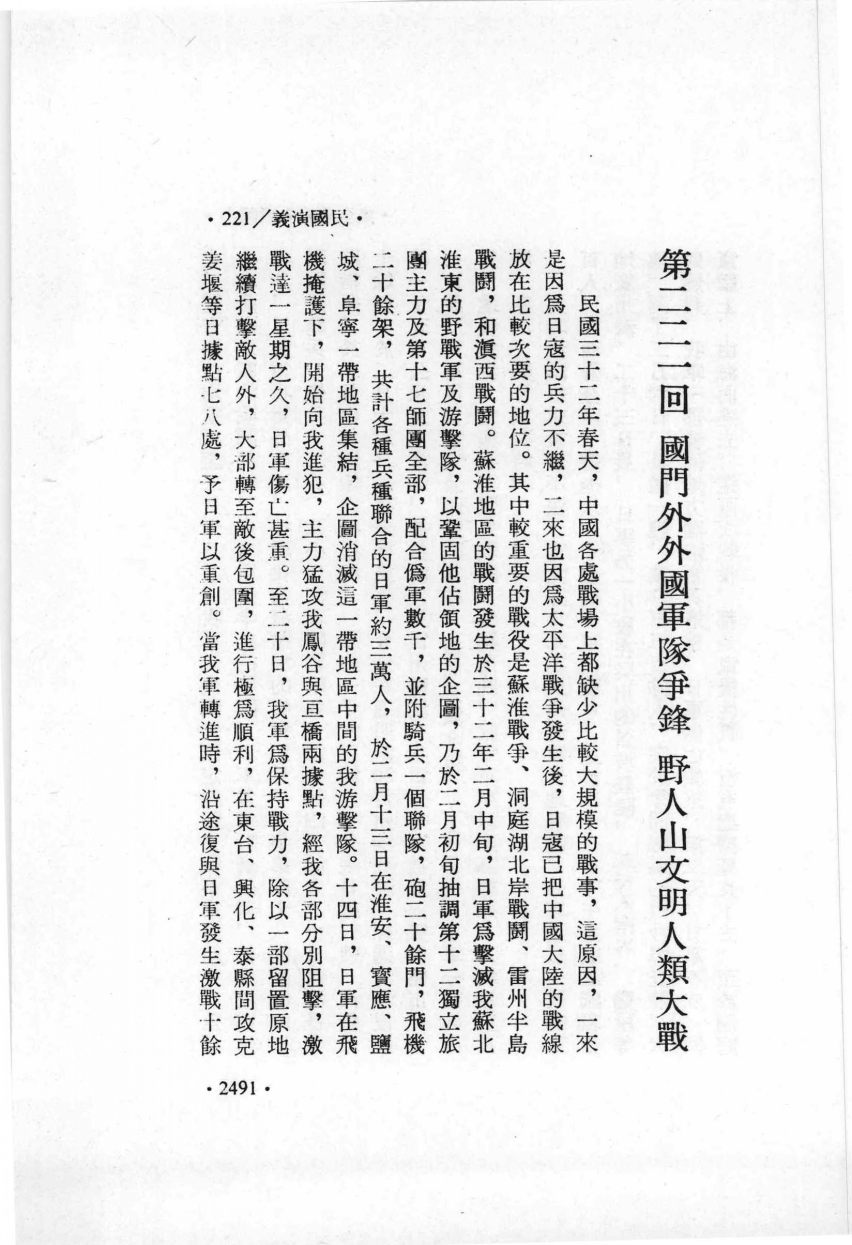 第二二一回　國門外外國軍隊爭鋒　野人山文明人類大戰
民國三十二年春天，中國各處戰場上都缺少比較大規模的戰事，這原因，一來
是因爲日寇的兵力不繼，二來也因爲太平洋戰爭發生後，日寇已把中國大陸的戰線
放在比較次要的地位。其中較重要的戰役是蘇淮戰爭、洞庭湖北岸戰鬪、雷州半島
戰鬪，和滇西戰鬪。蘇淮地區的戰鬪發生於三十二年二月中旬，日軍爲擊滅我蘇北
淮東的野戰軍及游擊隊，以鞏固他佔領地的企圖，乃於二月初旬抽調第十二獨立旅
團主力及第十七師團全部，配合僞軍數千，並附騎兵一個聯隊，砲二十餘門，飛機
二十餘架，共計各種兵種聯合的日軍約三萬人，於二月十三日在淮安、寶應、鹽
城、阜寧一帶地區集結，企圖消滅這一帶地區中間的我游擊隊。十四日，日軍在飛
機掩護下，開始向我進犯，主力猛攻我鳳谷與亘橋兩據點，經我各部分別阻擊，激
戰達一星期之久，日軍傷亡甚重。至二十日，我軍爲保持戰力，除以一部留置原地
繼續打擊敵人外，大部轉至敵後包圍，進行極爲順利，在東台、興化、泰縣間攻克
姜堰等日據點七八處，予日軍以重創。當我軍轉進時，沿途復與日軍發生激戰十餘
·221／義演國民·
·2491·